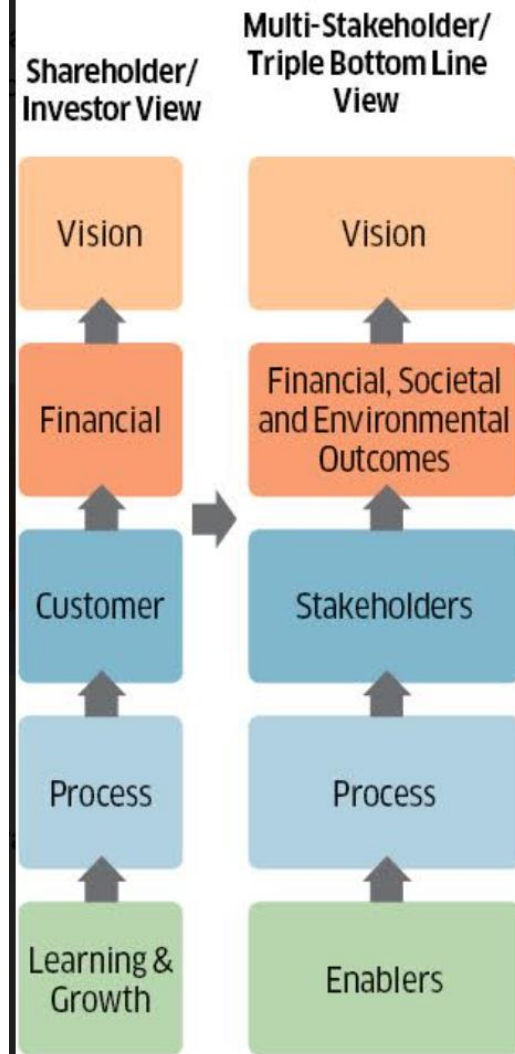 Shareholder/
Investor View
Vision
Financial
Customer
Process
Learning &
Growth
Multi-Stakeholder/
Triple Bottom Line
View
Vision
Financial, Societal
and Environmental
Outcomes
Stakeholders
Process
Enablers